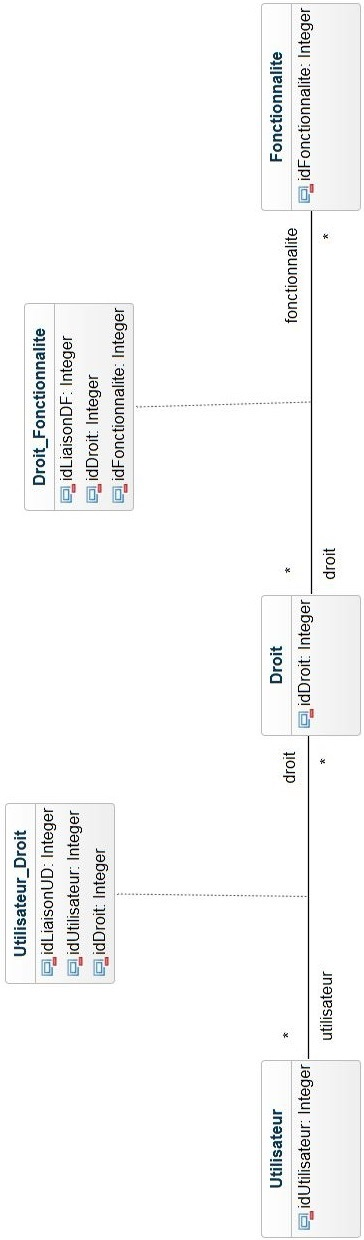 Utilisateur
idUtilisateur: Integer
*
utilisateur
Utilisateur_Droit
idLiaisonUD: Integer
idUtilisateur: Integer
idDroit: Integer
droit
*
Droit
idDroit: Integer
*
droit
Droit_Fonctionnalite
idLiaisonDF: Integer
idDroit: Integer
idFonctionnalite: Integer
fonctionnalite
*
Fonctionnalite
idFonctionnalite: Integer